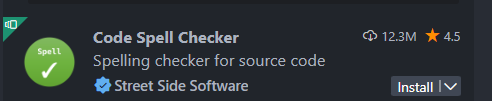 Spell
Code Spell Checker 12.3M 4.5
Spelling checker for source code
Street Side Software Install